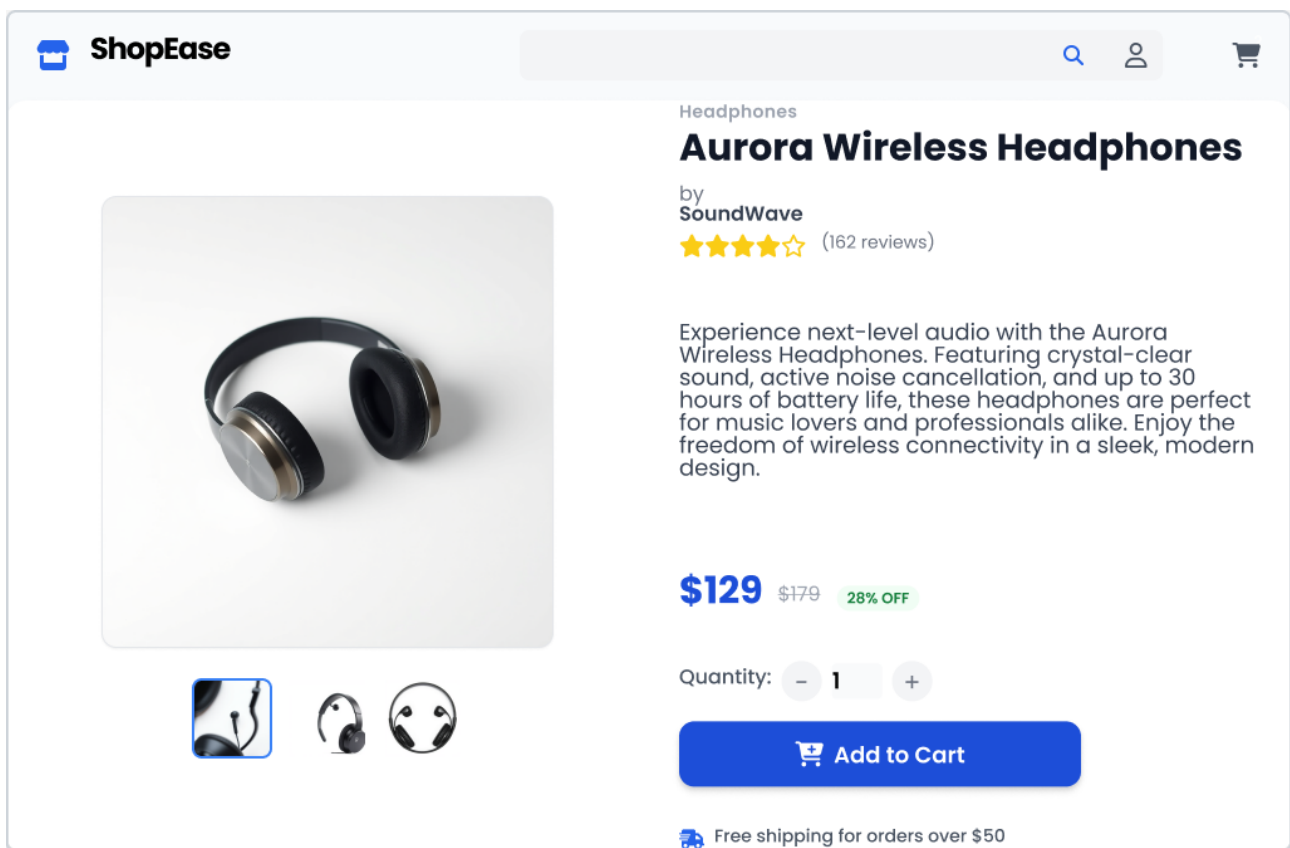 ShopEase
Headphones
Aurora Wireless Headphones
by
SoundWave
(162 reviews)
Experience next-level audio with the Aurora
Wireless Headphones. Featuring crystal-clear
sound, active noise cancellation, and up to 30
hours of battery life, these headphones are perfect
for music lovers and professionals alike. Enjoy the
freedom of wireless connectivity in a sleek, modern
design.
$129 $179 28% OFF
Quantity: − 1 +
Add to Cart
Free shipping for orders over $50